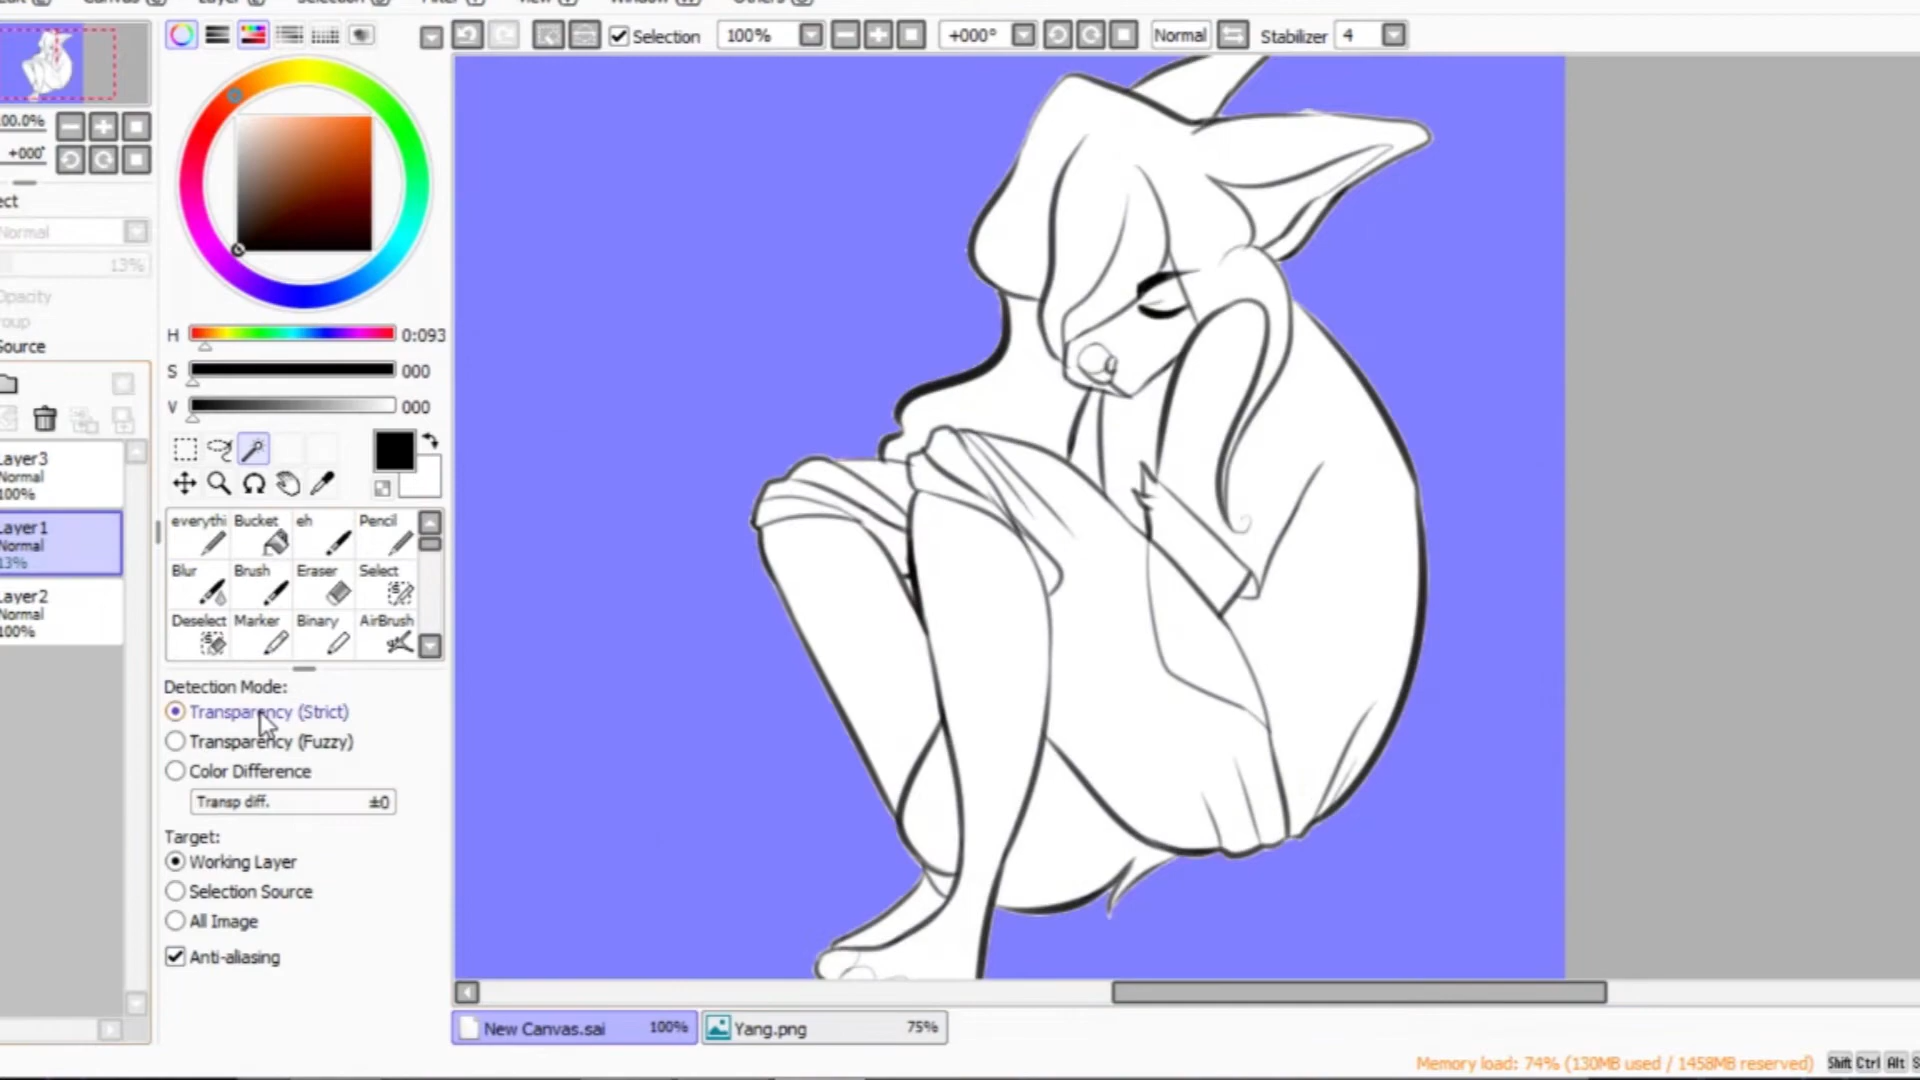 Selection
100%
+000°
Normal
Stabilizer 4
00.0%
+000°
ect
Normal
13%
Opacity
roup
Source
Layer3
Normal
100%
Layer1
Normal
13%
Layer2
Normal
100%
H 0:093
S 000
V 000
everythi Bucket eh Pencil
Blur Brush Eraser Select
Deselect Marker Binary AirBrush
Detection Mode:
Transparency (Strict)
Transparency (Fuzzy)
Color Difference
Transp diff. ±0
Target:
Working Layer
Selection Source
All Image
Anti-aliasing
New Canvas.sai 100% Yang.png 75%
Memory load: 74% (130MB used / 1458MB reserved) Shift Ctrl Alt